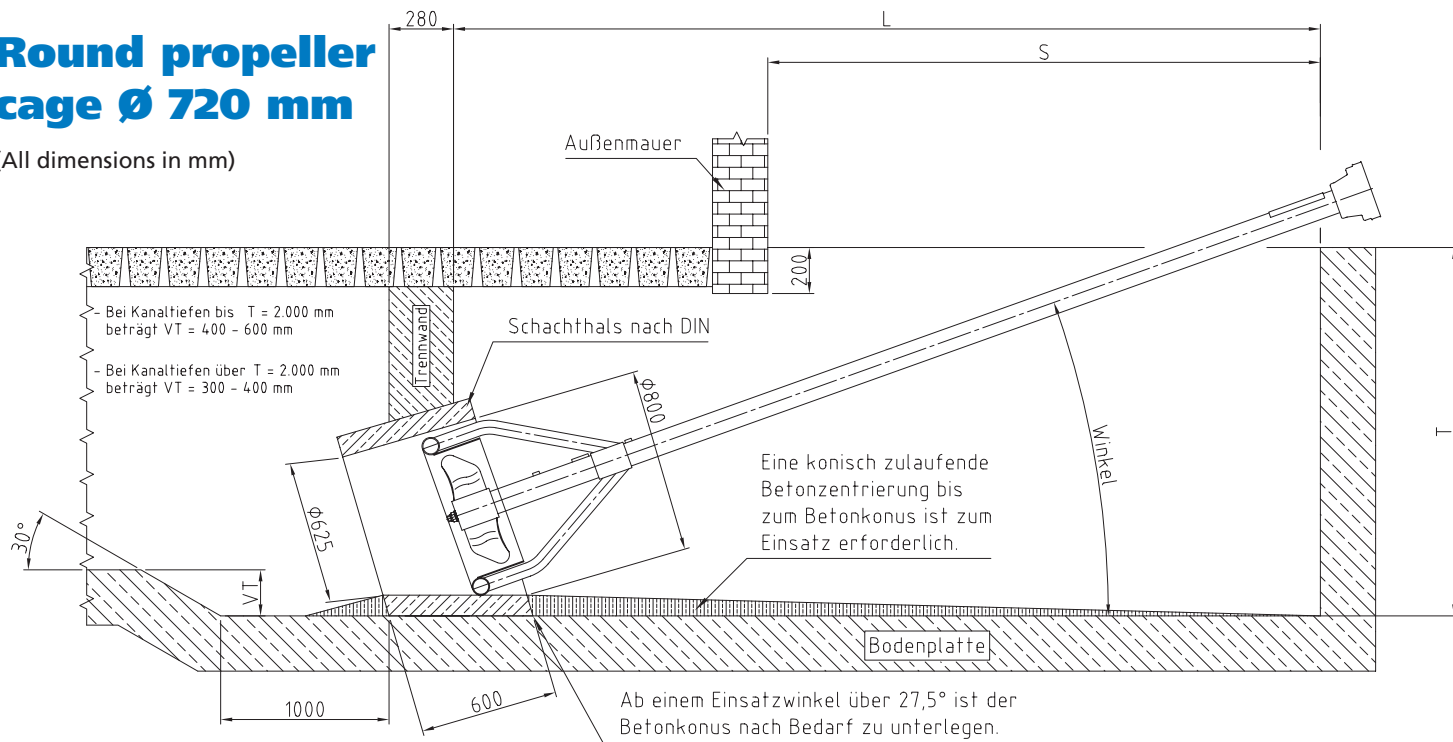 Round propeller
cage Ø 720 mm
(All dimensions in mm)
280
L
S
Außenmauer
200
- Bei Kanaltiefen bis T = 2.000 mm
beträgt VT = 400 - 600 mm
- Bei Kanaltiefen über T = 2.000 mm
beträgt VT = 300 - 400 mm
Trennwand
Schachthals nach DIN
ϕ800
Winkel
T
Eine konisch zulaufende
Betonzentrierung bis
zum Betonkonus ist zum
Einsatz erforderlich.
ϕ625
30°
VT
Bodenplatte
1000
600
Ab einem Einsatzwinkel über 27,5° ist der
Betonkonus nach Bedarf zu unterlegen.